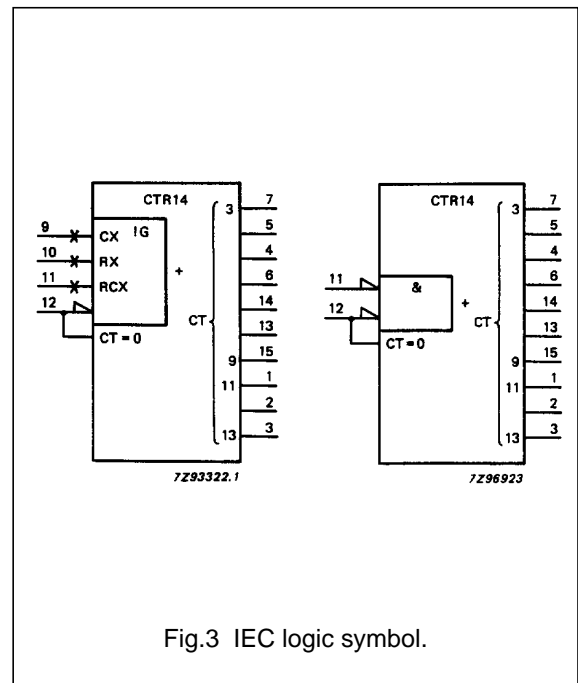 CTR14
9 CX !G
10 RX
11 RCX
12
CT = 0
+
CT
3 7
5
4
6
14
13
9 15
11 1
2
13 3
7Z93322.1
CTR14
11 &
12
CT = 0
+
CT
3 7
5
4
6
14
13
9 15
11 1
2
13 3
7Z96923
Fig.3 IEC logic symbol.